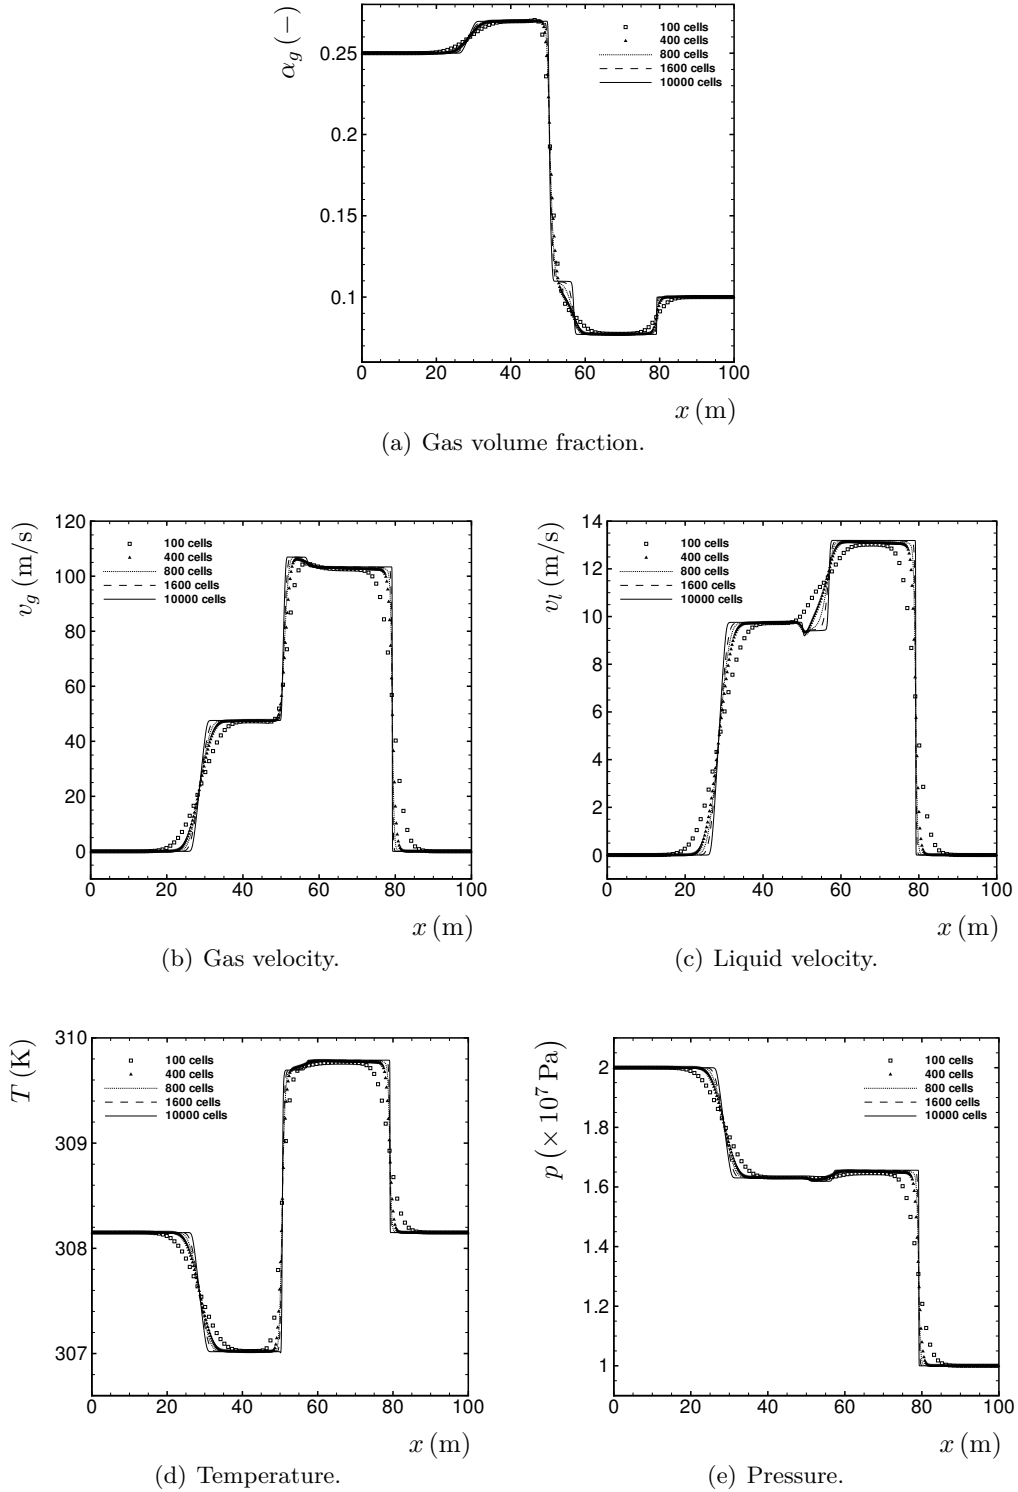 α_g (−)
100 cells
400 cells
800 cells
1600 cells
10000 cells
0.25
0.2
0.15
0.1
0 20 40 60 80 100
x (m)
(a) Gas volume fraction.
v_g (m/s)
100 cells
400 cells
800 cells
1600 cells
10000 cells
120
100
80
60
40
20
0
0 20 40 60 80 100
x (m)
(b) Gas velocity.
v_l (m/s)
100 cells
400 cells
800 cells
1600 cells
10000 cells
14
12
10
8
6
4
2
0
0 20 40 60 80 100
x (m)
(c) Liquid velocity.
T (K)
100 cells
400 cells
800 cells
1600 cells
10000 cells
310
309
308
307
0 20 40 60 80 100
x (m)
(d) Temperature.
p (× 10⁷ Pa)
100 cells
400 cells
800 cells
1600 cells
10000 cells
2
1.8
1.6
1.4
1.2
1
0 20 40 60 80 100
x (m)
(e) Pressure.